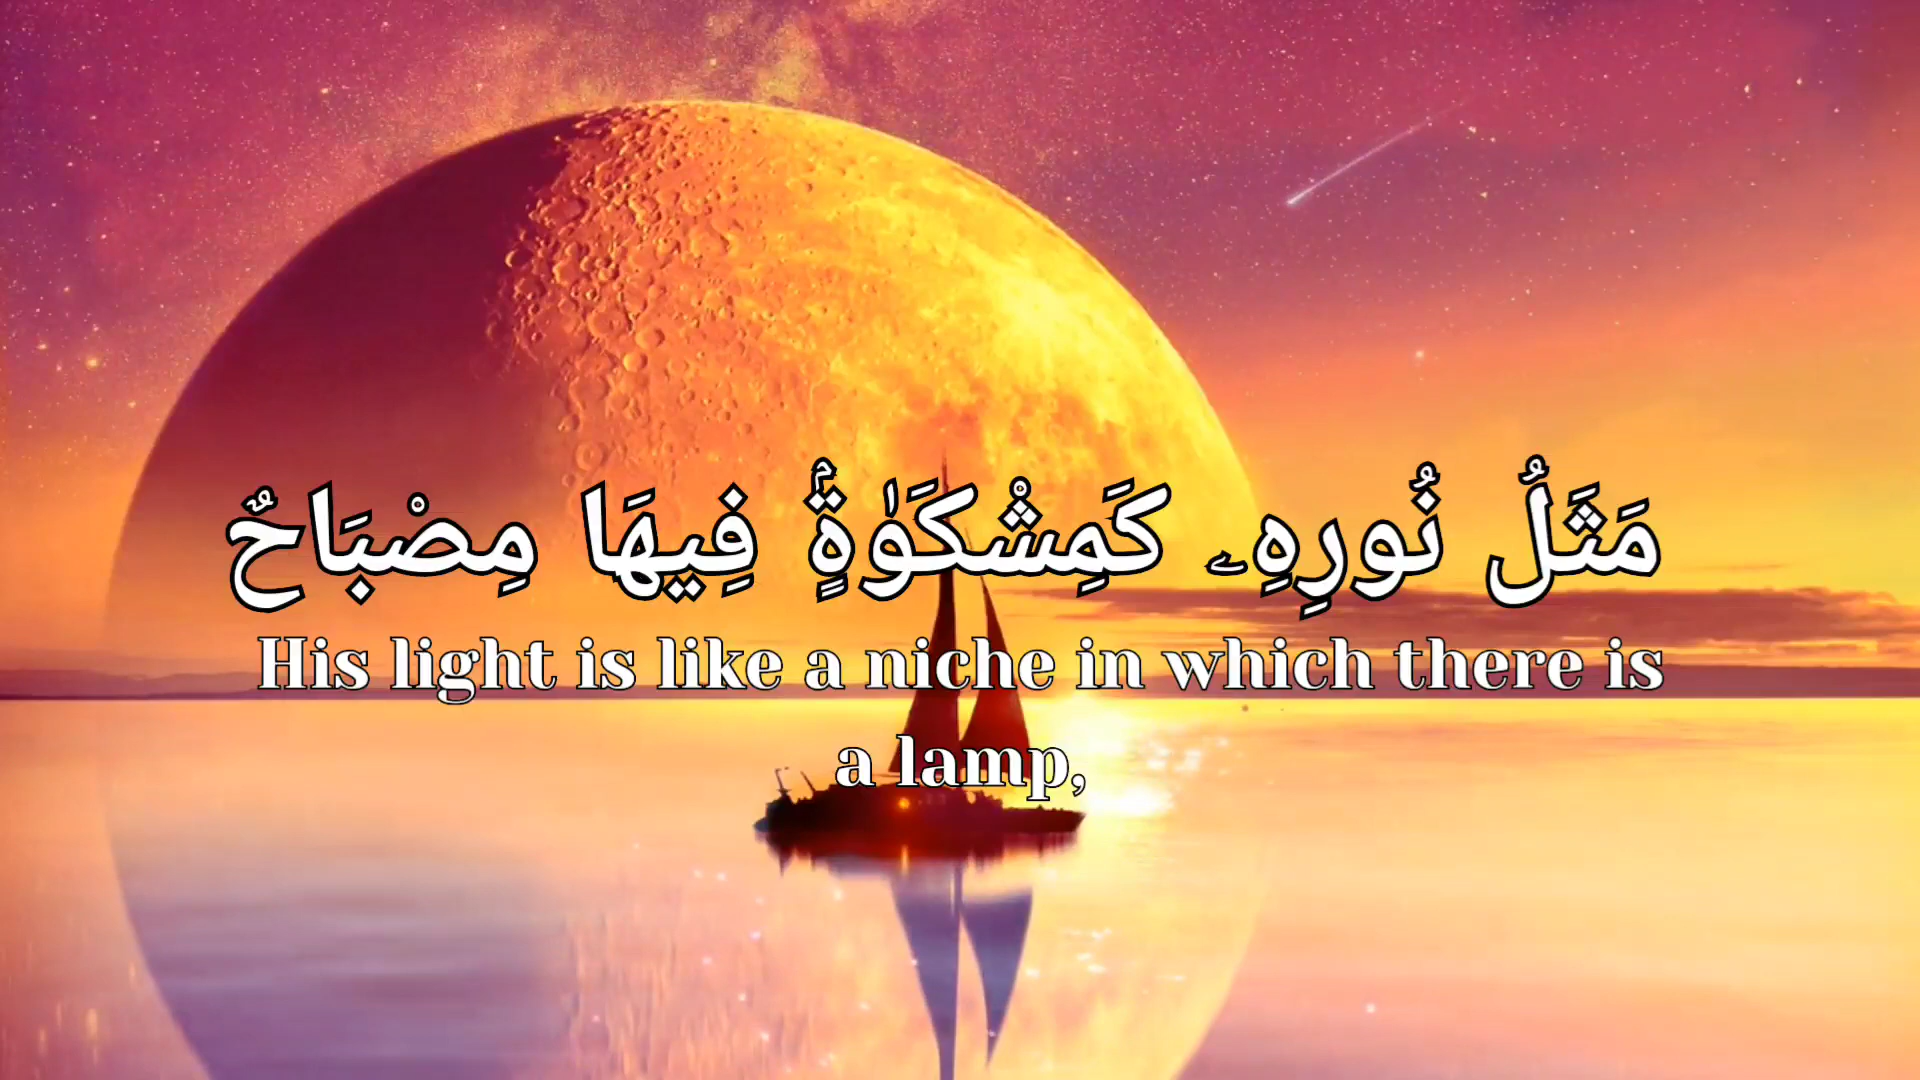 مَثَلُ نُورِهِۦ كَمِشْكَوٰةٍۢ فِيهَا مِصْبَاحٌ
His light is like a niche in which there is
a lamp,